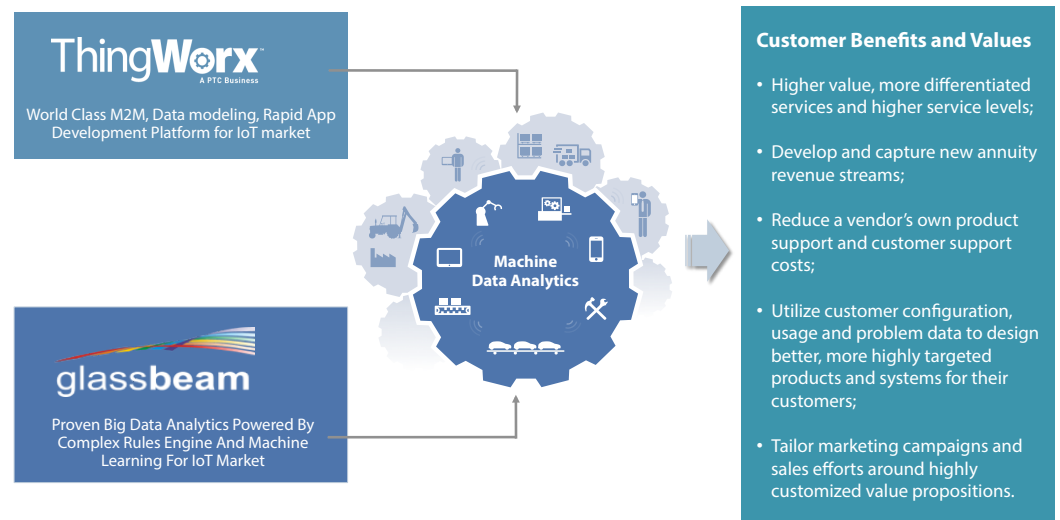 ThingWorx™
A PTC Business
World Class M2M, Data modeling, Rapid App
Development Platform for IoT market
glassbeam
Proven Big Data Analytics Powered By
Complex Rules Engine And Machine
Learning For IoT Market
Machine
Data Analytics
Customer Benefits and Values
• Higher value, more differentiated
services and higher service levels;
• Develop and capture new annuity
revenue streams;
• Reduce a vendor’s own product
support and customer support
costs;
• Utilize customer configuration,
usage and problem data to design
better, more highly targeted
products and systems for their
customers;
• Tailor marketing campaigns and
sales efforts around highly
customized value propositions.